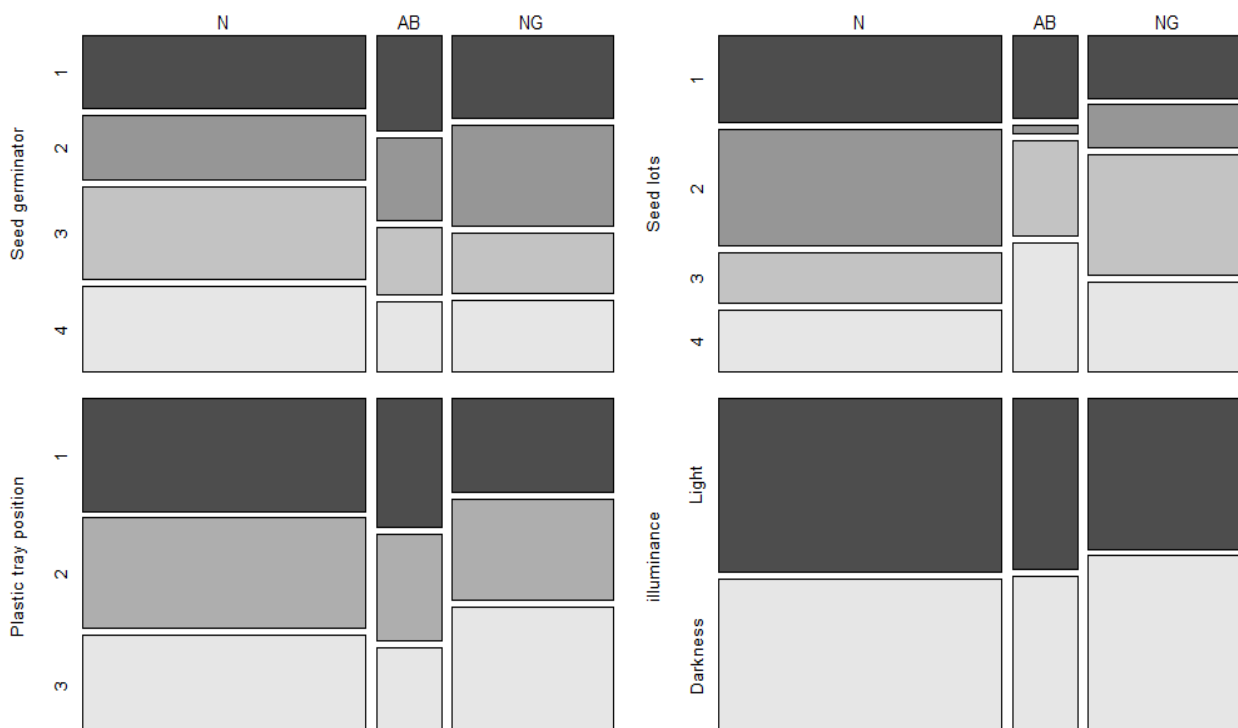 N AB NG
Seed germinator
1
2
3
4
N AB NG
Seed lots
1
2
3
4
Plastic tray position
1
2
3
illuminance
Light
Darkness